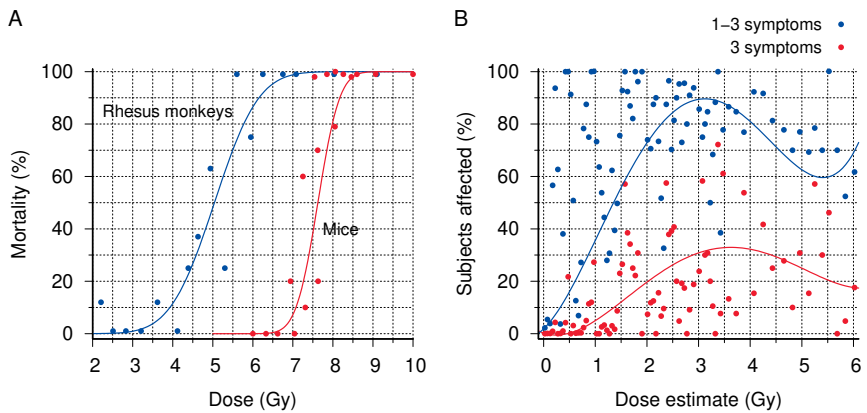 A
Mortality (%)
100
80
60
40
20
0
Rhesus monkeys
Mice
2 3 4 5 6 7 8 9 10
Dose (Gy)
B
1−3 symptoms
3 symptoms
Subjects affected (%)
100
80
60
40
20
0
0 1 2 3 4 5 6
Dose estimate (Gy)